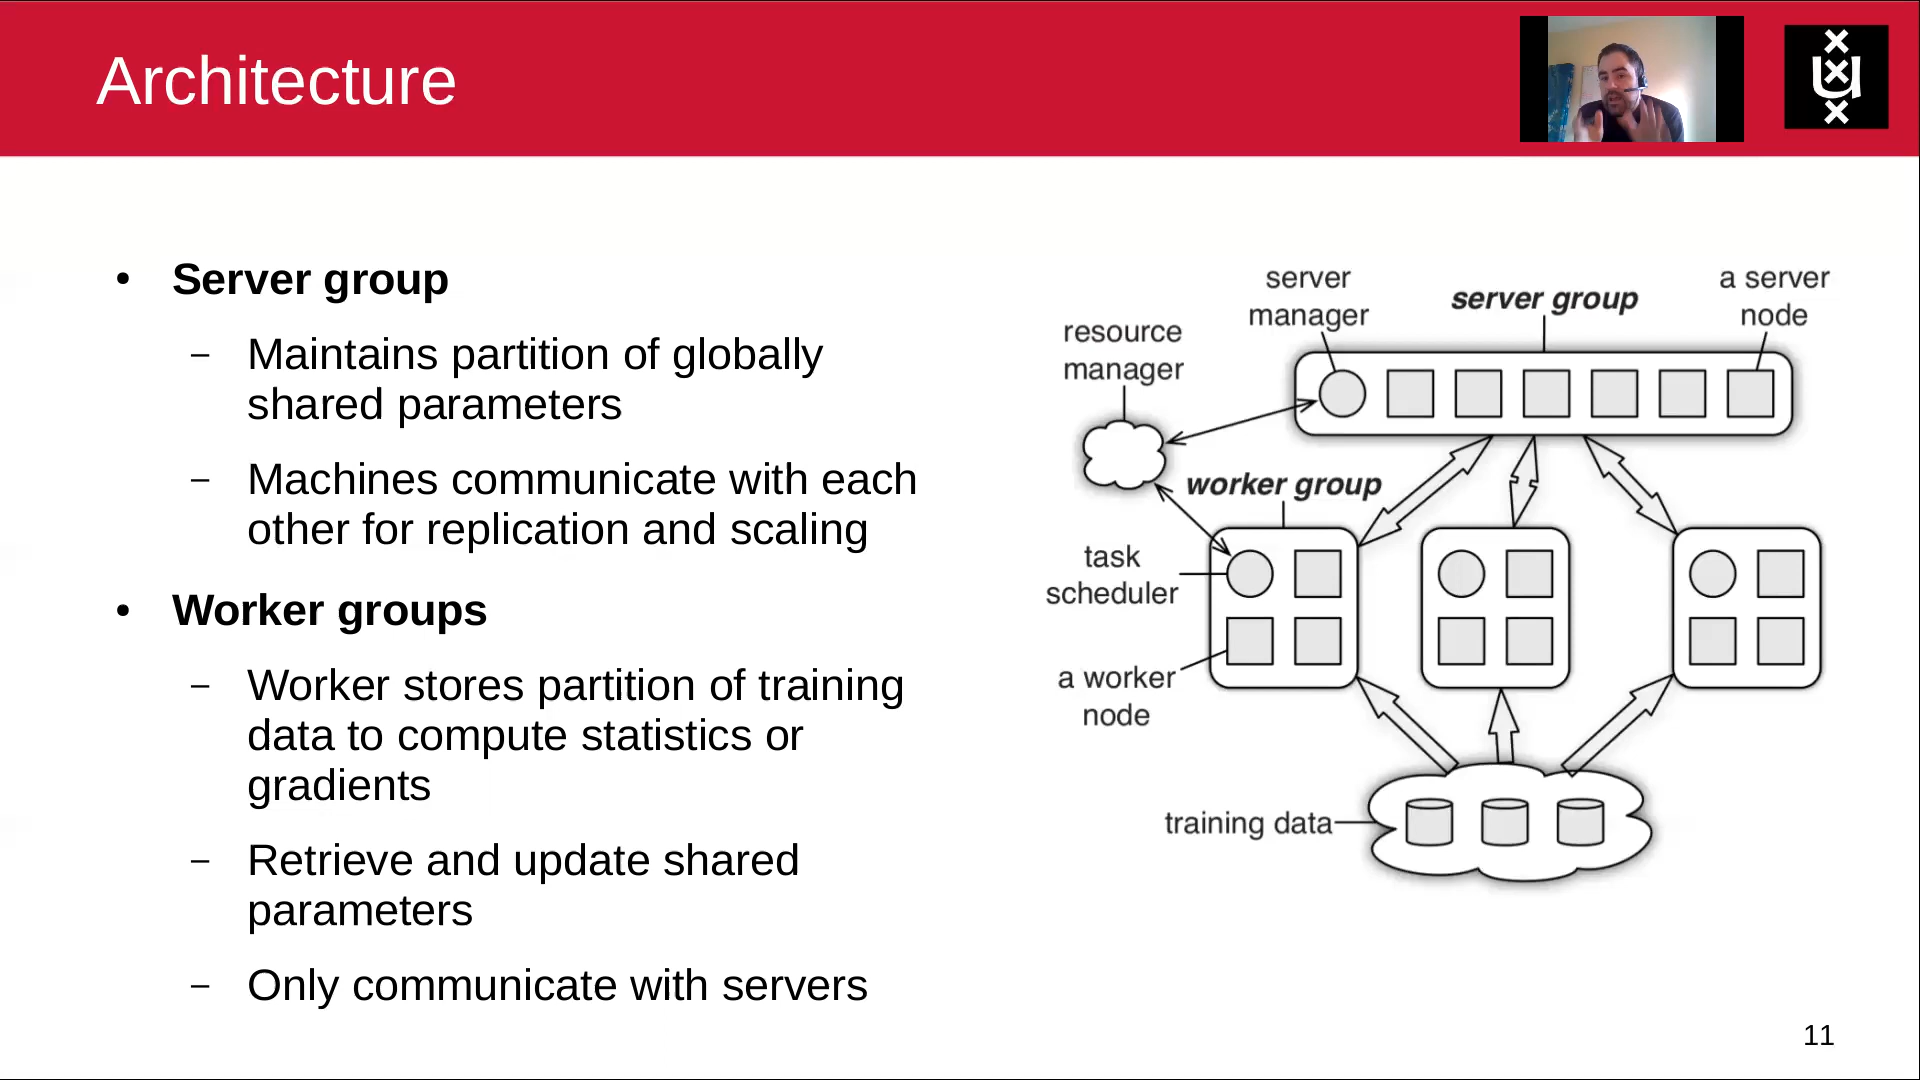 Architecture
• Server group
– Maintains partition of globally
shared parameters
– Machines communicate with each
other for replication and scaling
• Worker groups
– Worker stores partition of training
data to compute statistics or
gradients
– Retrieve and update shared
parameters
– Only communicate with servers
server
manager
server group
a server
node
resource
manager
worker group
task
scheduler
a worker
node
training data
11